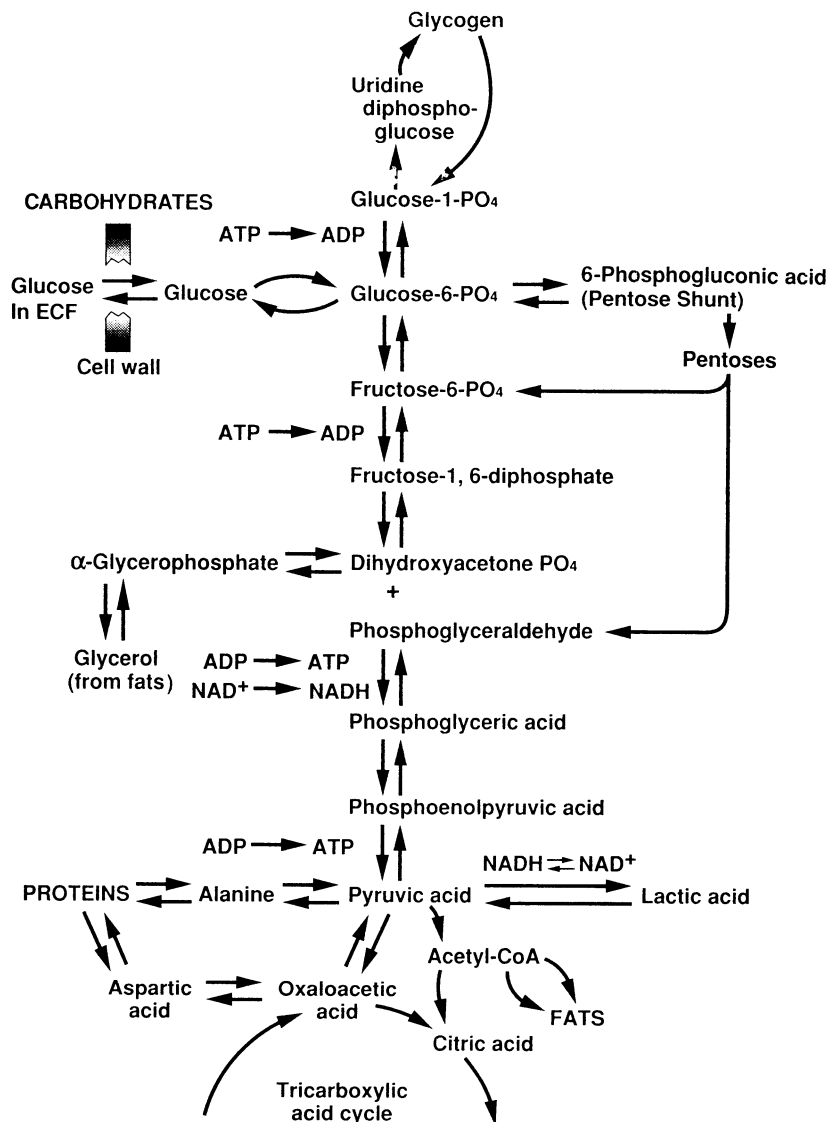 Glycogen
Uridine
diphospho-
glucose
Glucose-1-PO₄
CARBOHYDRATES
ATP → ADP
Glucose
In ECF
Glucose
Glucose-6-PO₄
6-Phosphogluconic acid
(Pentose Shunt)
Cell wall
Pentoses
Fructose-6-PO₄
ATP → ADP
Fructose-1, 6-diphosphate
α-Glycerophosphate
Dihydroxyacetone PO₄
+
Phosphoglyceraldehyde
Glycerol
(from fats)
ADP → ATP
NAD⁺ → NADH
Phosphoglyceric acid
Phosphoenolpyruvic acid
ADP → ATP
NADH ⇌ NAD⁺
PROTEINS
Alanine
Pyruvic acid
Lactic acid
Acetyl-CoA
Aspartic
acid
Oxaloacetic
acid
FATS
Citric acid
Tricarboxylic
acid cycle